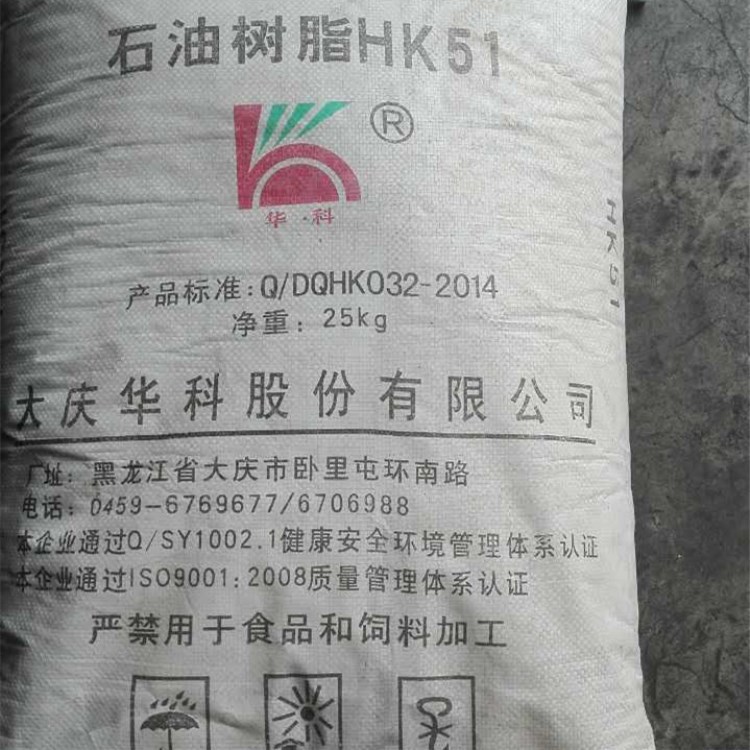 石油树脂HK51
®
华·科
产品标准:Q/DQHK032-2014
净重:25kg
大庆华科股份有限公司
厂址:黑龙江省大庆市卧里屯环南路
电话:0459-6769677/6706988
本企业通过Q/SY1002.1健康安全环境管理体系认证
本企业通过ISO9001:2008质量管理体系认证
严禁用于食品和饲料加工
HK51